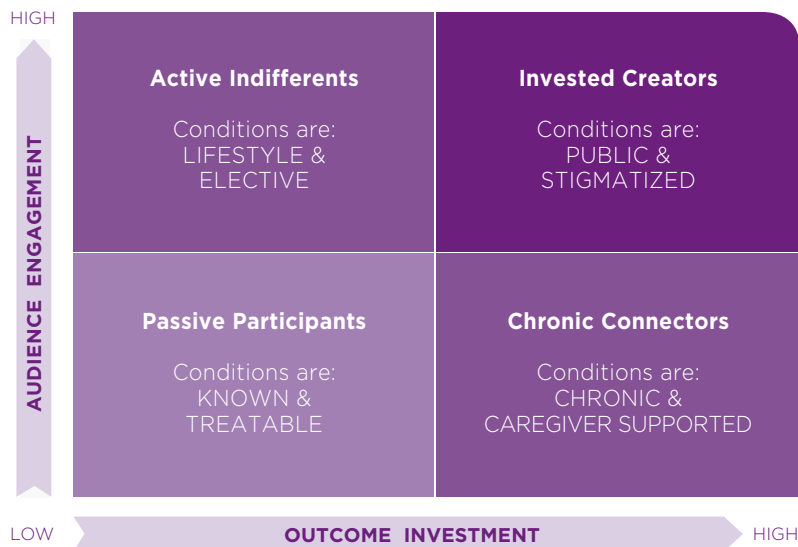 HIGH
AUDIENCE ENGAGEMENT
Active Indifferents
Conditions are:
LIFESTYLE &
ELECTIVE
Invested Creators
Conditions are:
PUBLIC &
STIGMATIZED
Passive Participants
Conditions are:
KNOWN &
TREATABLE
Chronic Connectors
Conditions are:
CHRONIC &
CAREGIVER SUPPORTED
LOW
OUTCOME INVESTMENT
HIGH